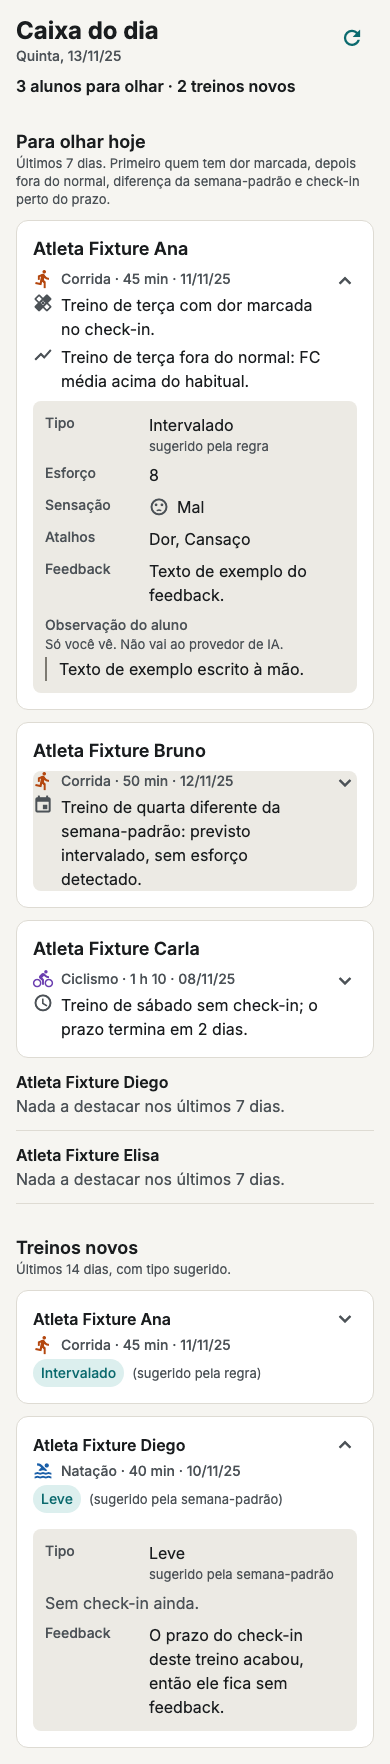 Caixa do dia
Quinta, 13/11/25
3 alunos para olhar · 2 treinos novos
Para olhar hoje
Últimos 7 dias. Primeiro quem tem dor marcada, depois
fora do normal, diferença da semana-padrão e check-in
perto do prazo.
Atleta Fixture Ana
Corrida · 45 min · 11/11/25
Treino de terça com dor marcada
no check-in.
Treino de terça fora do normal: FC
média acima do habitual.
Tipo
Intervalado
sugerido pela regra
Esforço
8
Sensação
Mal
Atalhos
Dor, Cansaço
Feedback
Texto de exemplo do
feedback.
Observação do aluno
Só você vê. Não vai ao provedor de IA.
Texto de exemplo escrito à mão.
Atleta Fixture Bruno
Corrida · 50 min · 12/11/25
Treino de quarta diferente da
semana-padrão: previsto
intervalado, sem esforço
detectado.
Atleta Fixture Carla
Ciclismo · 1 h 10 · 08/11/25
Treino de sábado sem check-in; o
prazo termina em 2 dias.
Atleta Fixture Diego
Nada a destacar nos últimos 7 dias.
Atleta Fixture Elisa
Nada a destacar nos últimos 7 dias.
Treinos novos
Últimos 14 dias, com tipo sugerido.
Atleta Fixture Ana
Corrida · 45 min · 11/11/25
Intervalado (sugerido pela regra)
Atleta Fixture Diego
Natação · 40 min · 10/11/25
Leve (sugerido pela semana-padrão)
Tipo
Leve
sugerido pela semana-padrão
Sem check-in ainda.
Feedback
O prazo do check-in
deste treino acabou,
então ele fica sem
feedback.